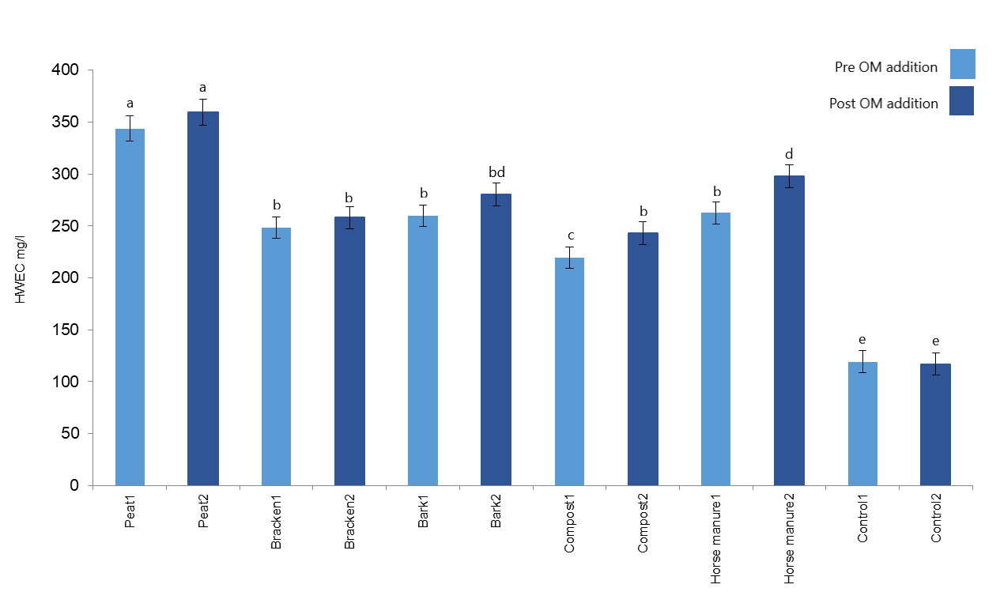 Pre OM addition
Post OM addition
HWEC mg/l
400
350
300
250
200
150
100
50
0
a
a
b
b
b
bd
c
b
b
d
e
e
Peat1
Peat2
Bracken1
Bracken2
Bark1
Bark2
Compost1
Compost2
Horse manure1
Horse manure2
Control1
Control2